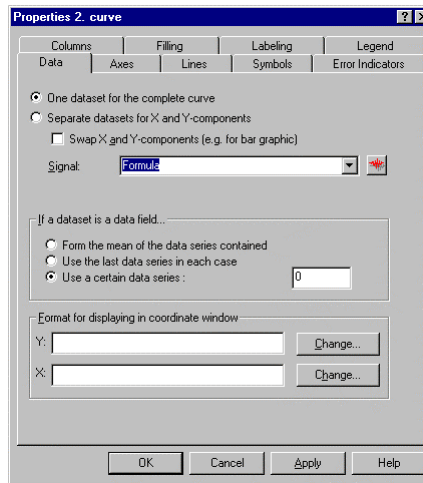 Properties 2. curve
Columns Filling Labeling Legend
Data Axes Lines Symbols Error Indicators
One dataset for the complete curve
Separate datasets for X and Y-components
Swap X and Y-components (e.g. for bar graphic)
Signal: Formula
If a dataset is a data field...
Form the mean of the data series contained
Use the last data series in each case
Use a certain data series : 0
Format for displaying in coordinate window
Y: Change...
X: Change...
OK Cancel Apply Help